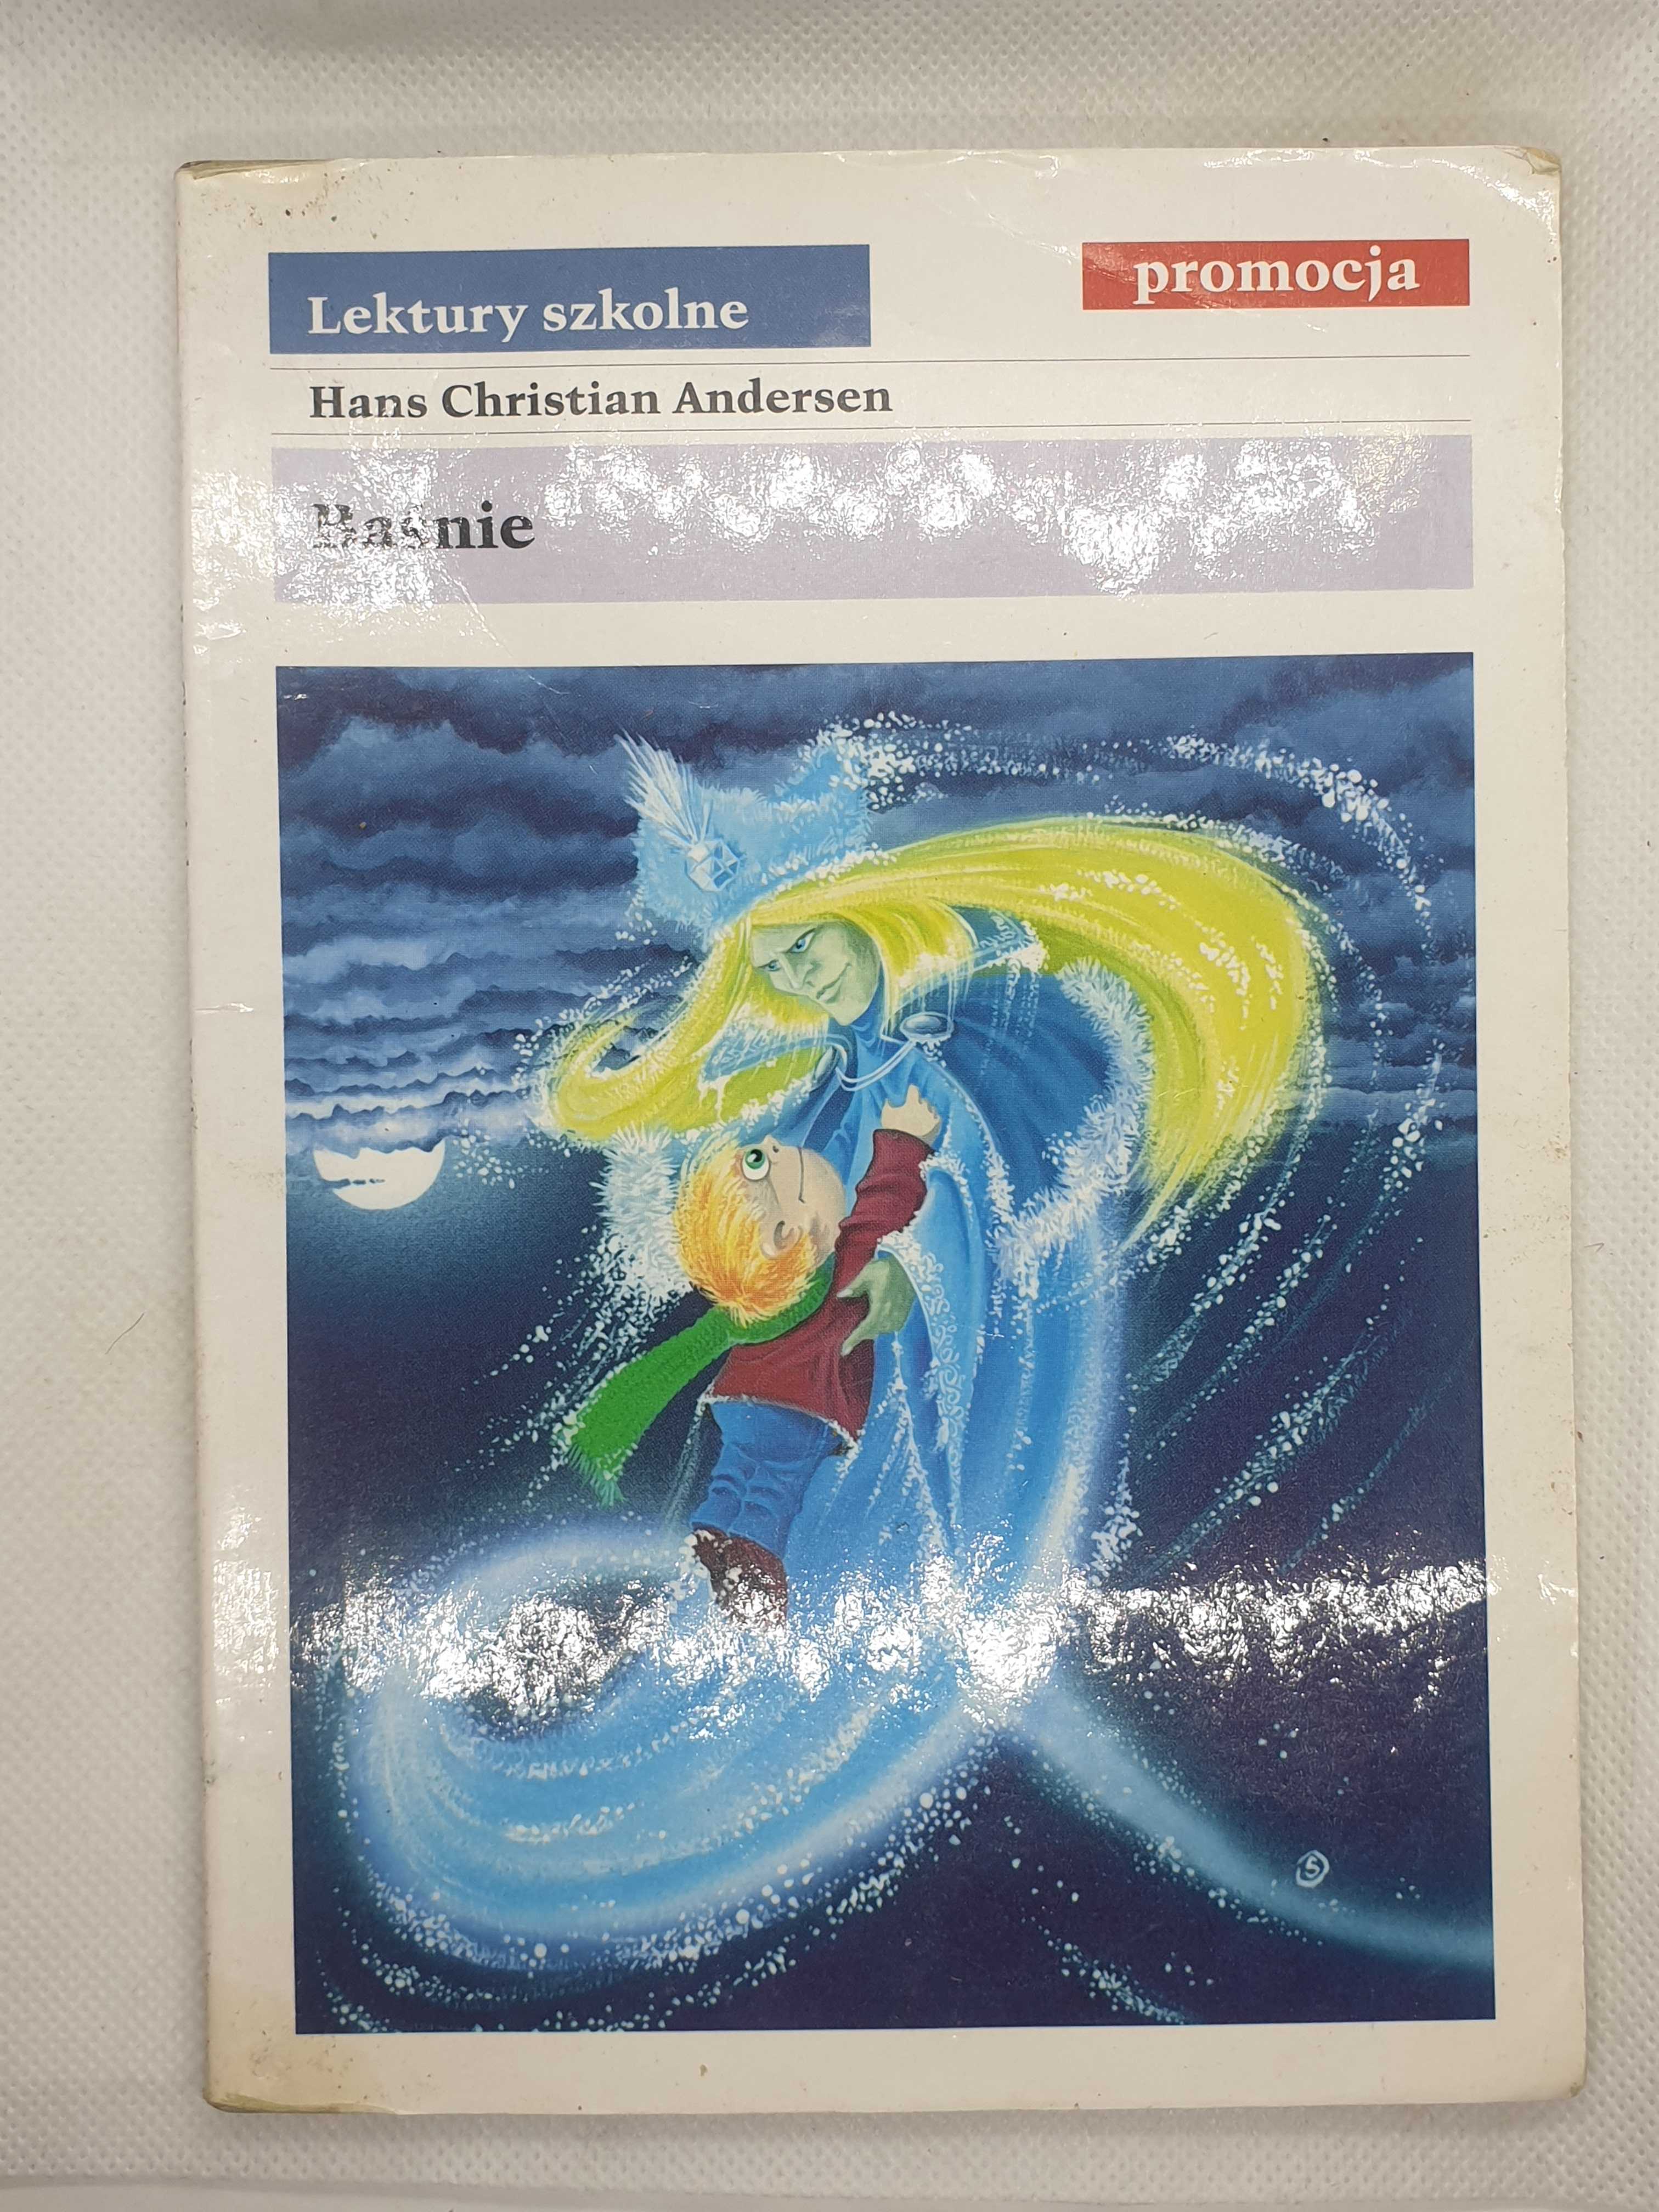 Lektury szkolne
promocja
Hans Christian Andersen
Baśnie